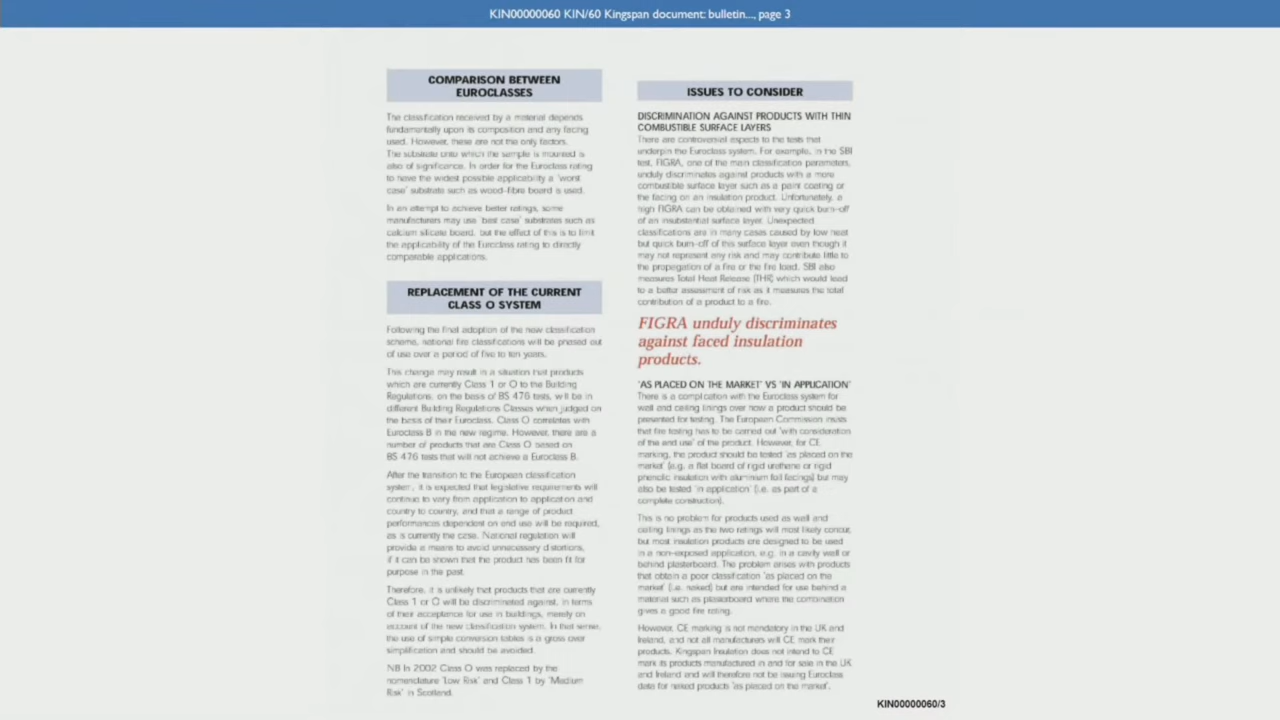 KIN00000060 KIN/60 Kingspan document: bulletin..., page 3
COMPARISON BETWEEN
EUROCLASSES
The classification received by a material depends
fundamentally upon its composition and any facing
used. However, these are not the only factors.
The substrate onto which the sample is mounted is
also of significance. In order for the Euroclass rating
to have the widest possible applicability a 'worst
case' substrate such as wood-fibre board is used.
In an attempt to achieve better ratings, some
manufacturers may use 'best case' substrates such as
calcium silicate board, but the effect of this is to limit
the applicability of the Euroclass rating to directly
comparable applications.
REPLACEMENT OF THE CURRENT
CLASS O SYSTEM
Following the final adoption of the new classification
scheme, national fire classifications will be phased out
of use over a period of five to ten years.
This change may result in a situation that products
which are currently Class 1 or O to the Building
Regulations, on the basis of BS 476 tests, will be in
different Building Regulations Classes when judged on
the basis of their Euroclass. Class O correlates with
Euroclass B in the new regime. However, there are a
number of products that are Class O based on
BS 476 tests that will not achieve a Euroclass B.
After the transition to the European classification
system, it is expected that legislative requirements will
continue to vary from application to application and
country to country, and that a range of product
performances dependent on end use will be required,
as is currently the case. National regulation will
provide a means to avoid unnecessary distortions,
if it can be shown that the product has been fit for
purpose in the past.
Therefore, it is unlikely that products that are currently
Class 1 or O will be discriminated against, in terms
of their acceptance for use in buildings, merely on
account of the new classification system. In that sense,
the use of simple conversion tables is a gross over
simplification and should be avoided.
NB In 2002 Class O was replaced by the
nomenclature 'Low Risk' and Class 1 by 'Medium
Risk' in Scotland.
ISSUES TO CONSIDER
DISCRIMINATION AGAINST PRODUCTS WITH THIN
COMBUSTIBLE SURFACE LAYERS
There are controversial aspects to the tests that
underpin the Euroclass system. For example, in the SBI
test, FIGRA, one of the main classification parameters,
unduly discriminates against products with a more
combustible surface layer such as a paint coating or
the facing on an insulation product. Unfortunately, a
high FIGRA can be obtained with very quick burn-off
of an insubstantial surface layer. Unexpected
classifications are in many cases caused by low heat
but quick burn-off of this surface layer even though it
may not represent any risk and may contribute little to
the propagation of a fire or the fire load. SBI also
measures Total Heat Release (THR) which would lead
to a better assessment of risk as it measures the total
contribution of a product to a fire.
FIGRA unduly discriminates
against faced insulation
products.
'AS PLACED ON THE MARKET' VS 'IN APPLICATION'
There is a complication with the Euroclass system for
wall and ceiling linings over how a product should be
presented for testing. The European Commission insists
that fire testing has to be carried out 'with consideration
of the end use' of the product. However, for CE
marking, the product should be tested 'as placed on the
market' (e.g. a flat board of rigid urethane or rigid
phenolic insulation with aluminium foil facings) but may
also be tested 'in application' (i.e. as part of a
complete construction).
This is no problem for products used as wall and
ceiling linings as the two ratings will most likely concur,
but most insulation products are designed to be used
in a non-exposed application, e.g. in a cavity wall or
behind plasterboard. The problem arises with products
that obtain a poor classification 'as placed on the
market' (i.e. naked) but are intended for use behind a
material such as plasterboard where the combination
gives a good fire rating.
However, CE marking is not mandatory in the UK and
Ireland, and not all manufacturers will CE mark their
products. Kingspan Insulation does not intend to CE
mark its products manufactured in and for sale in the UK
and Ireland and will therefore not be issuing Euroclass
data for naked products 'as placed on the market'.
KIN00000060/3